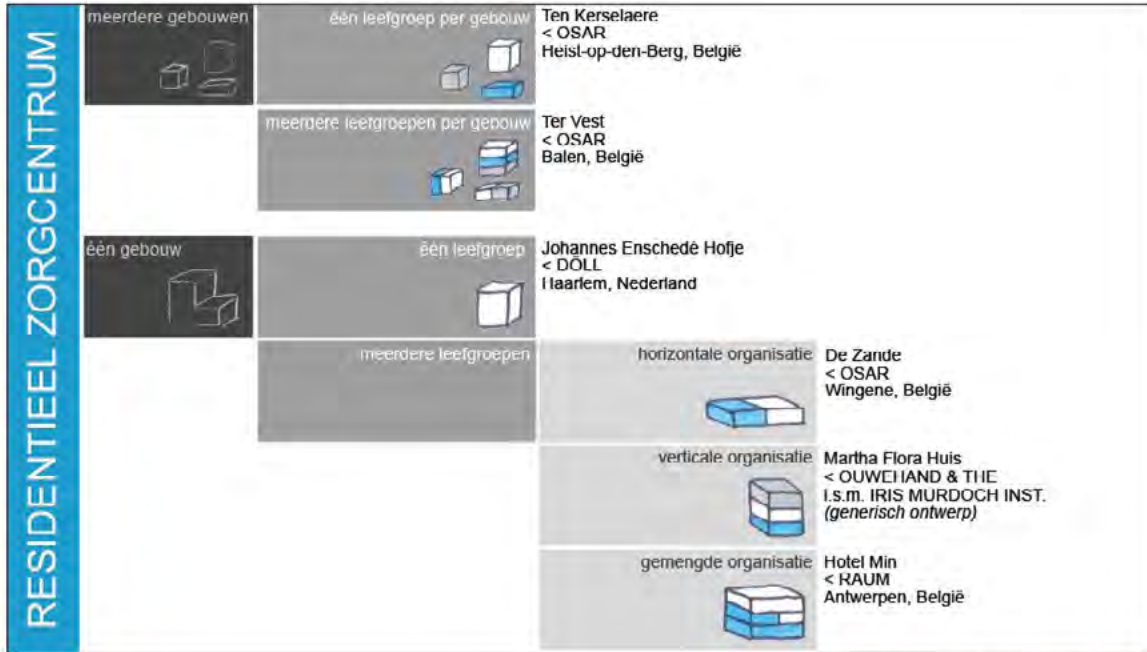 RESIDENTIEEL ZORGCENTRUM
meerdere gebouwen
één leefgroep per gebouw
Ten Kerselaere
< OSAR
Heist-op-den-Berg, België
meerdere leefgroepen per gebouw
Ter Vest
< OSAR
Balen, België
één gebouw
één leefgroep
Johannes Enschedé Hofje
< DÖLL
Haarlem, Nederland
meerdere leefgroepen
horizontale organisatie
De Zande
< OSAR
Wingene, België
verticale organisatie
Martha Flora Huis
< OUWEHAND & THE
i.s.m. IRIS MURDOCH INST.
(generisch ontwerp)
gemengde organisatie
Hotel Min
< RAUM
Antwerpen, België